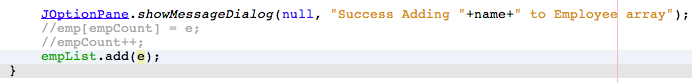 JOptionPane.showMessageDialog(null, "Success Adding "+name+" to Employee array");
//emp[empCount] = e;
//empCount++;
empList.add(e);
}